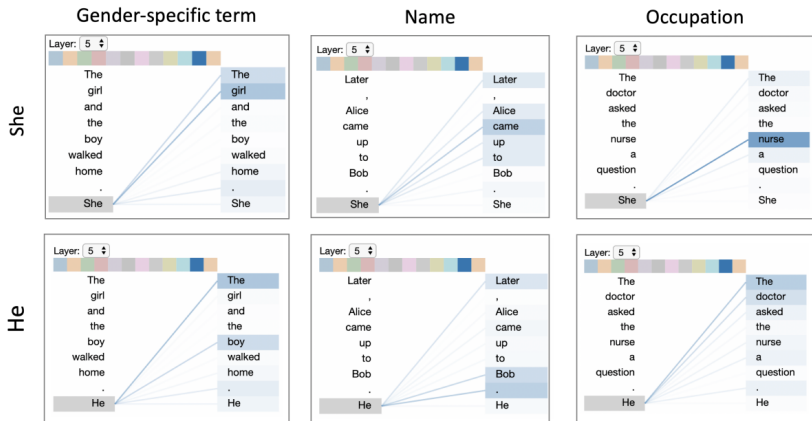 Gender-specific term
Name
Occupation
She
Layer: 5
The The
girl girl
and and
the the
boy boy
walked walked
home home
. .
She She
Layer: 5
Later Later
, ,
Alice Alice
came came
up up
to to
Bob Bob
. .
She She
Layer: 5
The The
doctor doctor
asked asked
the the
nurse nurse
a a
question question
. .
She She
He
Layer: 5
The The
girl girl
and and
the the
boy boy
walked walked
home home
. .
He He
Layer: 5
Later Later
, ,
Alice Alice
came came
up up
to to
Bob Bob
. .
He He
Layer: 5
The The
doctor doctor
asked asked
the the
nurse nurse
a a
question question
. .
He He